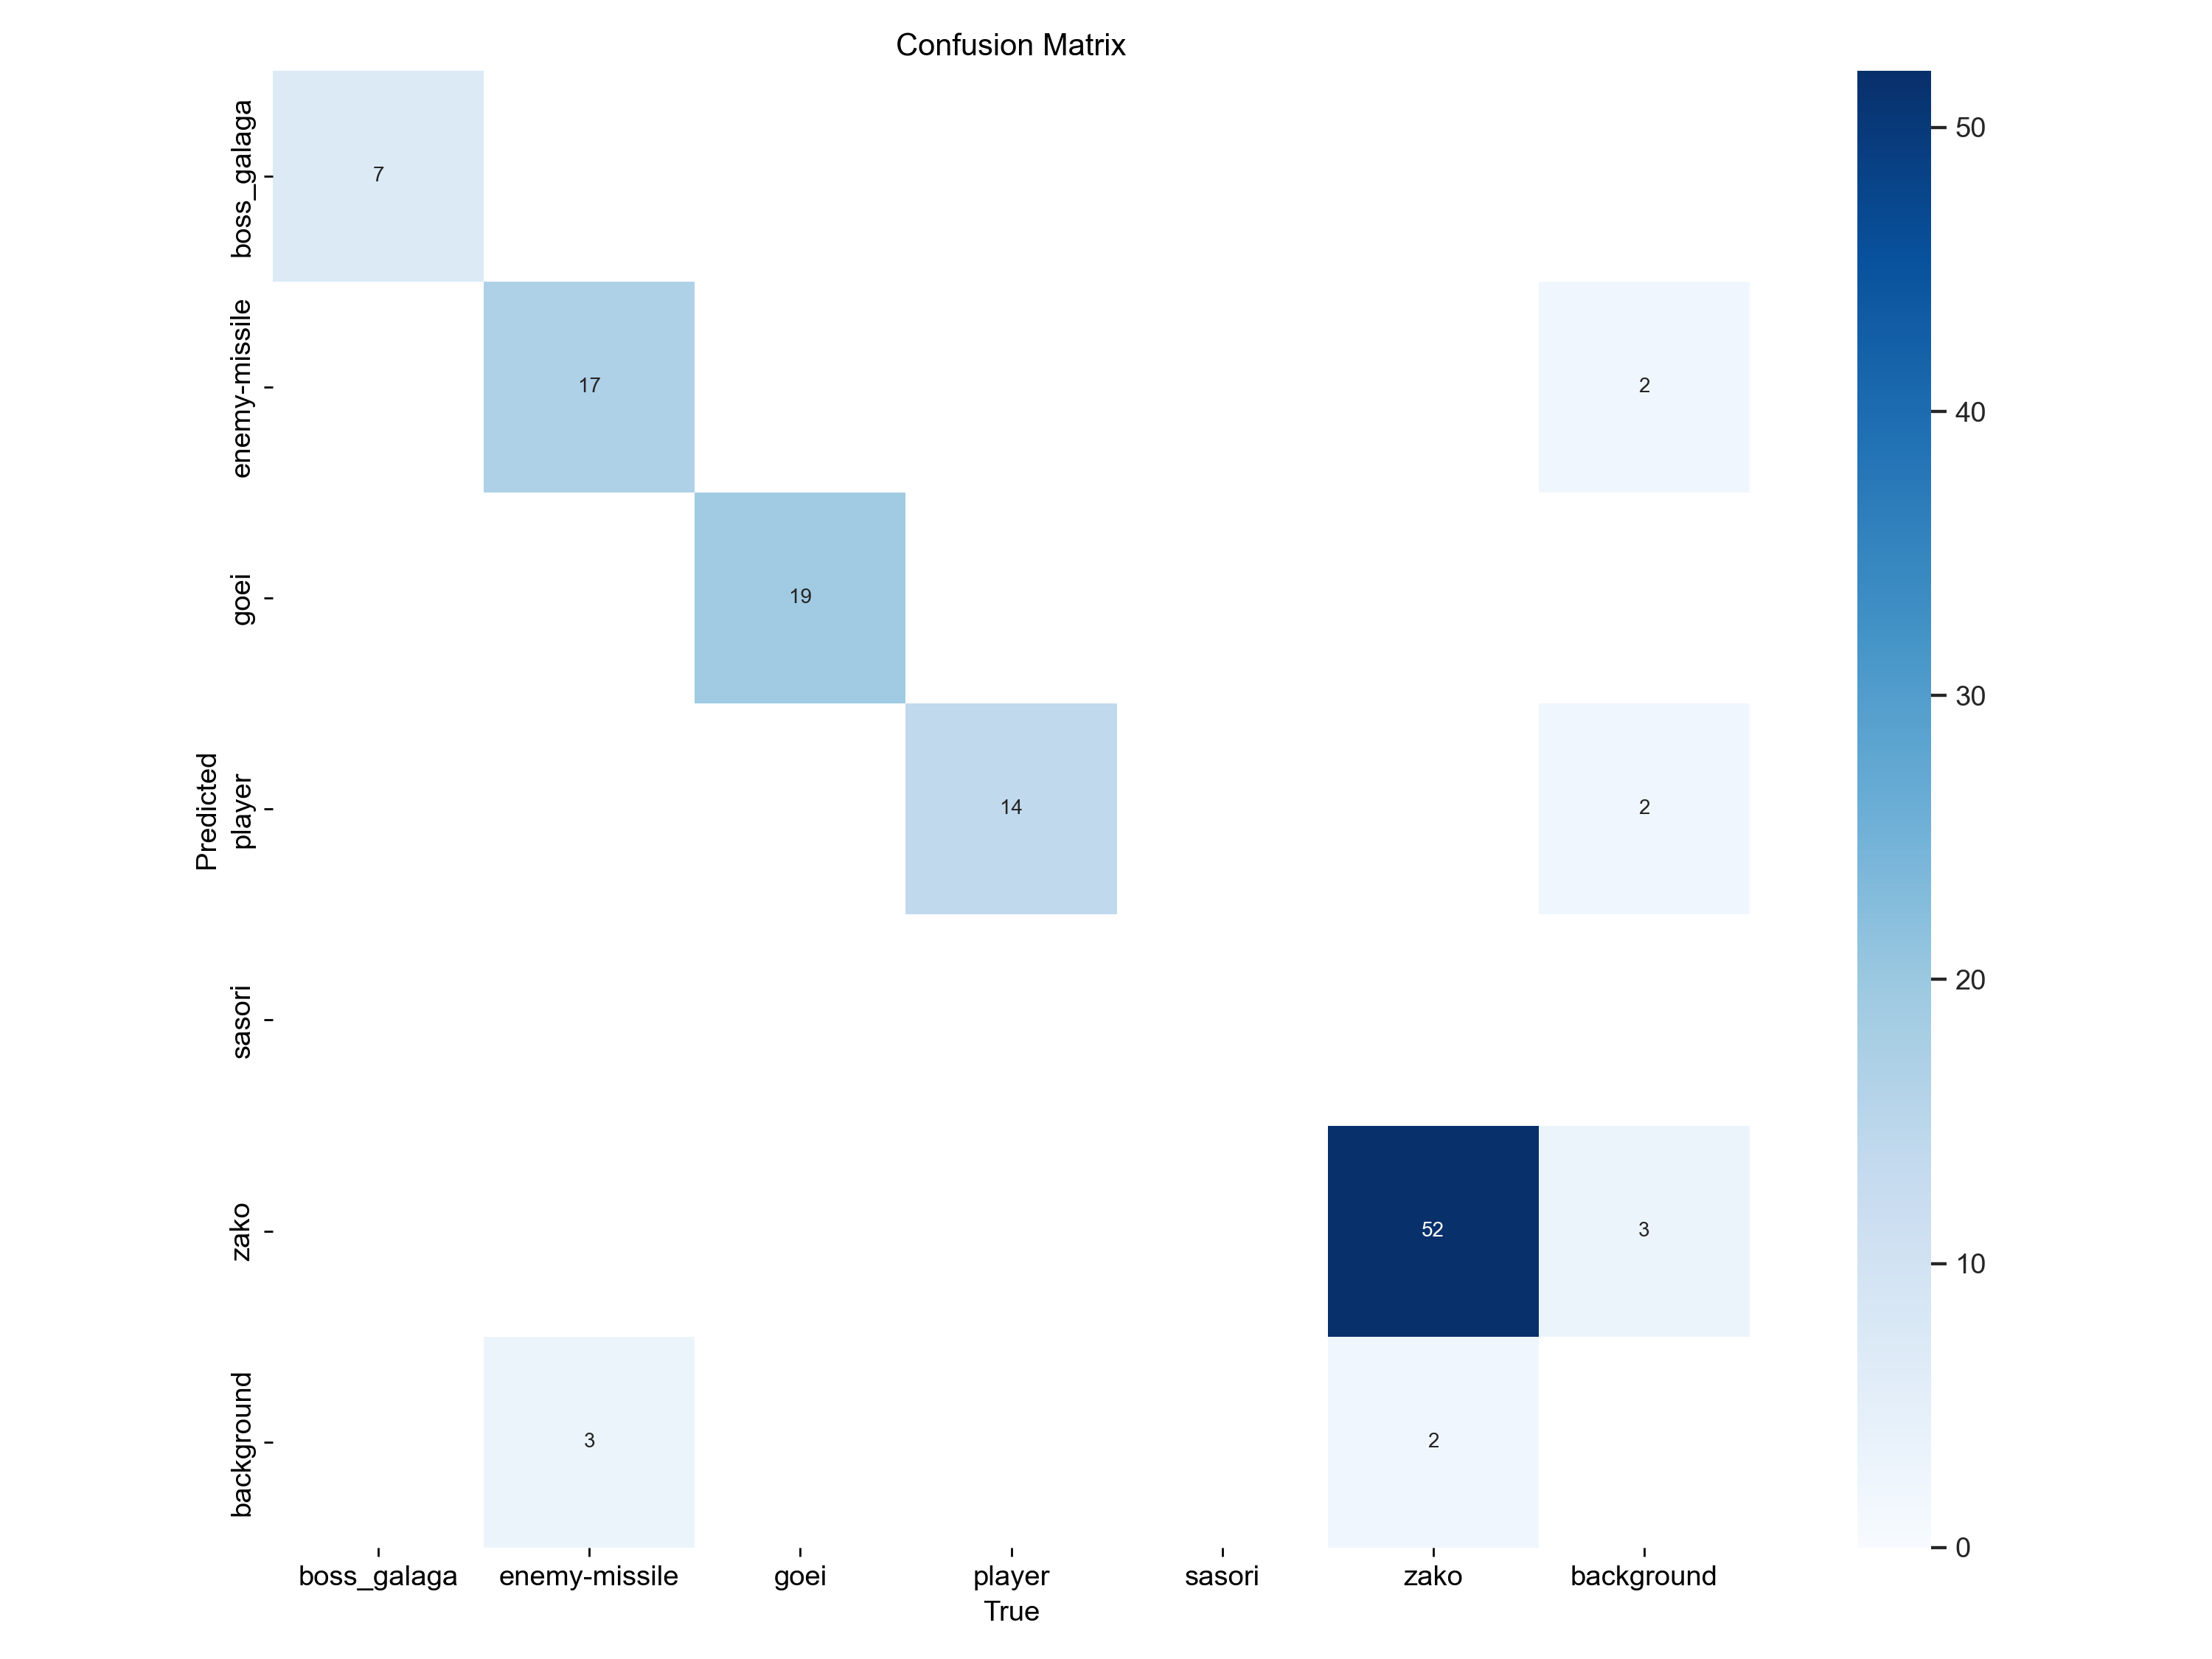 Confusion Matrix
boss_galaga
7
enemy-missile
17
2
goei
19
Predicted
player
14
2
sasori
zako
52
3
background
3
2
boss_galaga enemy-missile goei player sasori zako background
True
50
40
30
20
10
0